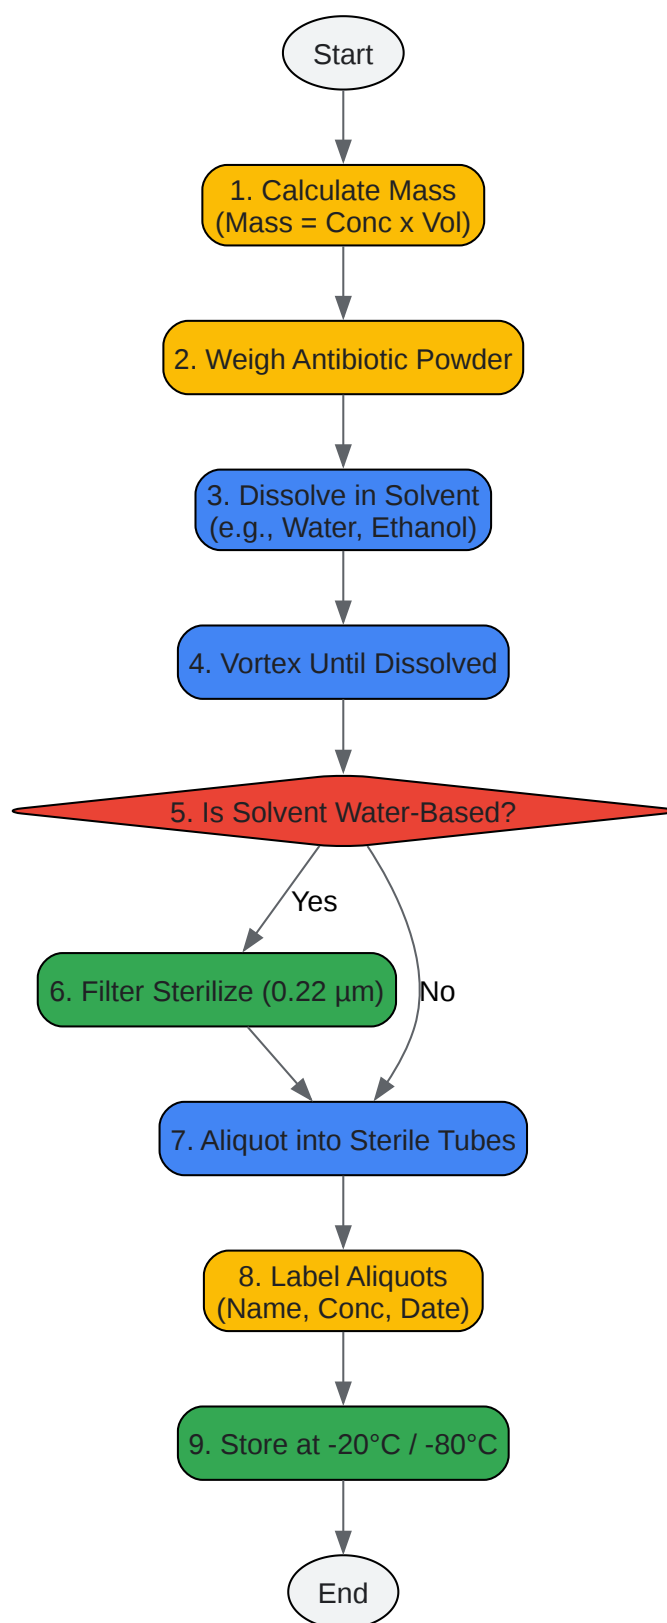 Start
1. Calculate Mass
(Mass = Conc x Vol)
2. Weigh Antibiotic Powder
3. Dissolve in Solvent
(e.g., Water, Ethanol)
4. Vortex Until Dissolved
5. Is Solvent Water-Based?
Yes
6. Filter Sterilize (0.22 µm)
No
7. Aliquot into Sterile Tubes
8. Label Aliquots
(Name, Conc, Date)
9. Store at -20°C / -80°C
End